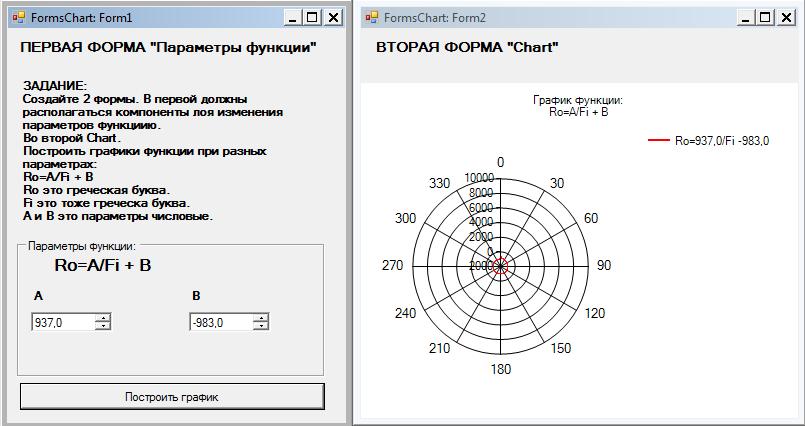 FormsChart: Form1
ПЕРВАЯ ФОРМА "Параметры функции"
ЗАДАНИЕ:
Создайте 2 формы. В первой должны
располагаться компоненты лоя изменения
параметров функциию.
Во второй Chart.
Построить графики функции при разных
параметрах:
Ro=A/Fi + B
Ro это греческая буква.
Fi это тоже греческа буква.
А и В это параметры числовые.
Параметры функции:
Ro=A/Fi + B
A
B
937,0
-983,0
Построить график
FormsChart: Form2
ВТОРАЯ ФОРМА "Chart"
График функции:
Ro=A/Fi + B
Ro=937,0/Fi -983,0
0
30
60
90
120
150
180
210
240
270
300
330
10000
8000
6000
4000
2000
0
2000